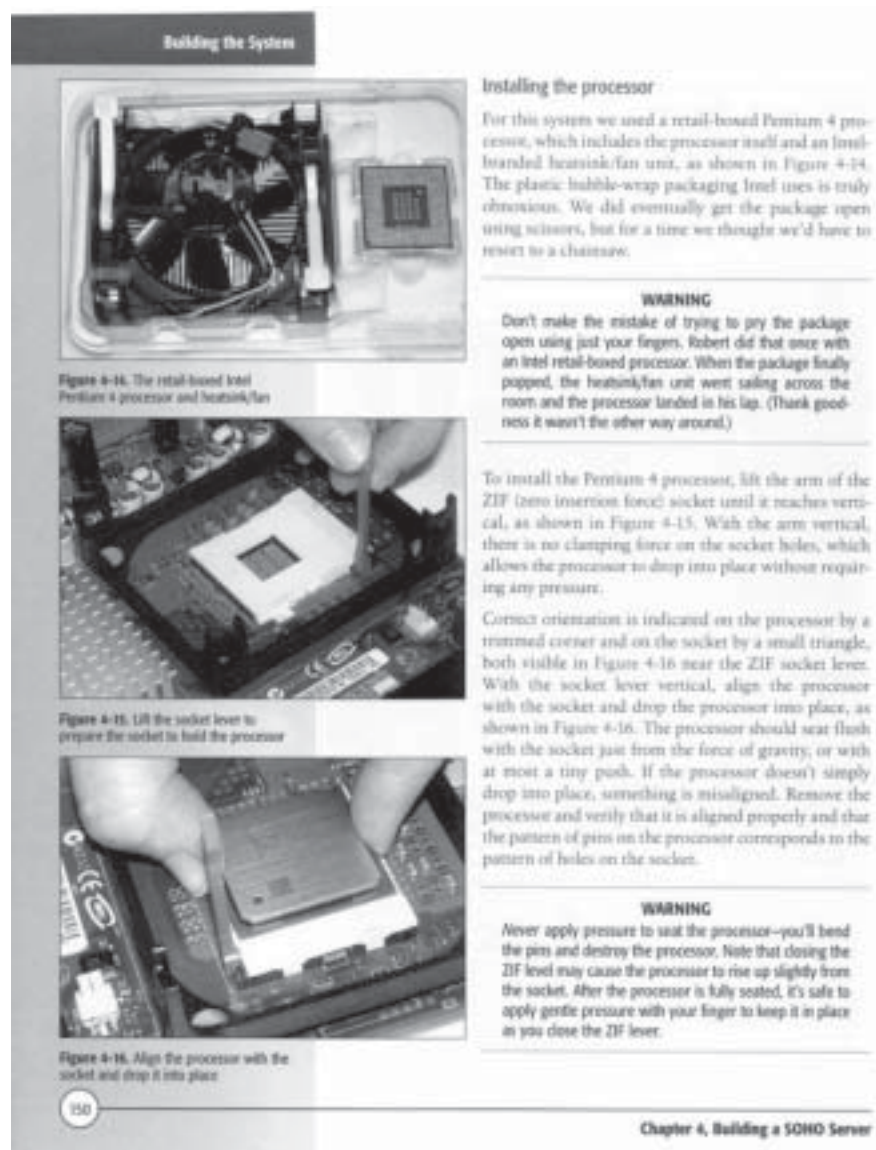 Building the System
Figure 4-14. The retail-boxed Intel
Pentium 4 processor and heatsink/fan
Figure 4-15. Lift the socket lever to
prepare the socket to hold the processor
Figure 4-16. Align the processor with the
socket and drop it into place
Installing the processor
For this system we used a retail-boxed Pentium 4 pro-
cessor, which includes the processor itself and an Intel-
branded heatsink/fan unit, as shown in Figure 4-14.
The plastic bubble-wrap packaging Intel uses is truly
obnoxious. We did eventually get the package open
using scissors, but for a time we thought we'd have to
resort to a chainsaw.
WARNING
Don't make the mistake of trying to pry the package
open using just your fingers. Robert did that once with
an Intel retail-boxed processor. When the package finally
popped, the heatsink/fan unit went sailing across the
room and the processor landed in his lap. (Thank good-
ness it wasn't the other way around.)
To install the Pentium 4 processor, lift the arm of the
ZIF (zero insertion force) socket until it reaches verti-
cal, as shown in Figure 4-15. With the arm vertical,
there is no clamping force on the socket holes, which
allows the processor to drop into place without requir-
ing any pressure.
Correct orientation is indicated on the processor by a
trimmed corner and on the socket by a small triangle,
both visible in Figure 4-16 near the ZIF socket lever.
With the socket lever vertical, align the processor
with the socket and drop the processor into place, as
shown in Figure 4-16. The processor should seat flush
with the socket just from the force of gravity, or with
at most a tiny push. If the processor doesn't simply
drop into place, something is misaligned. Remove the
processor and verify that it is aligned properly and that
the pattern of pins on the processor corresponds to the
pattern of holes on the socket.
WARNING
Never apply pressure to seat the processor—you'll bend
the pins and destroy the processor. Note that closing the
ZIF level may cause the processor to rise up slightly from
the socket. After the processor is fully seated, it's safe to
apply gentle pressure with your finger to keep it in place
as you close the ZIF lever.
150
Chapter 4, Building a SOHO Server